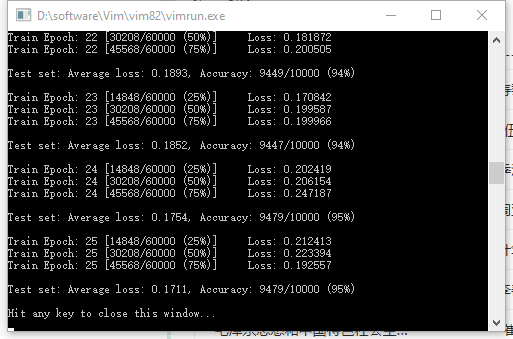 D:\software\Vim\vim82\vimrun.exe
Train Epoch: 22 [30208/60000 (50%)] Loss: 0.181872
Train Epoch: 22 [45568/60000 (75%)] Loss: 0.200505
Test set: Average loss: 0.1893, Accuracy: 9449/10000 (94%)
Train Epoch: 23 [14848/60000 (25%)] Loss: 0.170842
Train Epoch: 23 [30208/60000 (50%)] Loss: 0.199587
Train Epoch: 23 [45568/60000 (75%)] Loss: 0.199966
Test set: Average loss: 0.1852, Accuracy: 9447/10000 (94%)
Train Epoch: 24 [14848/60000 (25%)] Loss: 0.202419
Train Epoch: 24 [30208/60000 (50%)] Loss: 0.206154
Train Epoch: 24 [45568/60000 (75%)] Loss: 0.247187
Test set: Average loss: 0.1754, Accuracy: 9479/10000 (95%)
Train Epoch: 25 [14848/60000 (25%)] Loss: 0.212413
Train Epoch: 25 [30208/60000 (50%)] Loss: 0.223394
Train Epoch: 25 [45568/60000 (75%)] Loss: 0.192557
Test set: Average loss: 0.1711, Accuracy: 9479/10000 (95%)
Hit any key to close this window...